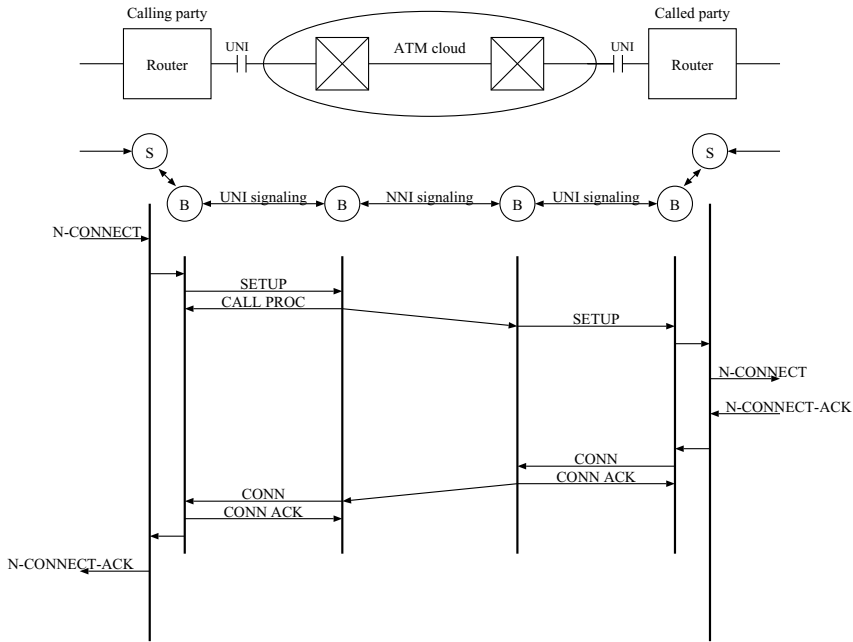 Calling party
Called party
UNI
ATM cloud
UNI
Router
Router
S
S
B
UNI signaling
B
NNI signaling
B
UNI signaling
B
N-CONNECT
SETUP
CALL PROC
SETUP
N-CONNECT
N-CONNECT-ACK
CONN
CONN ACK
CONN
CONN ACK
N-CONNECT-ACK